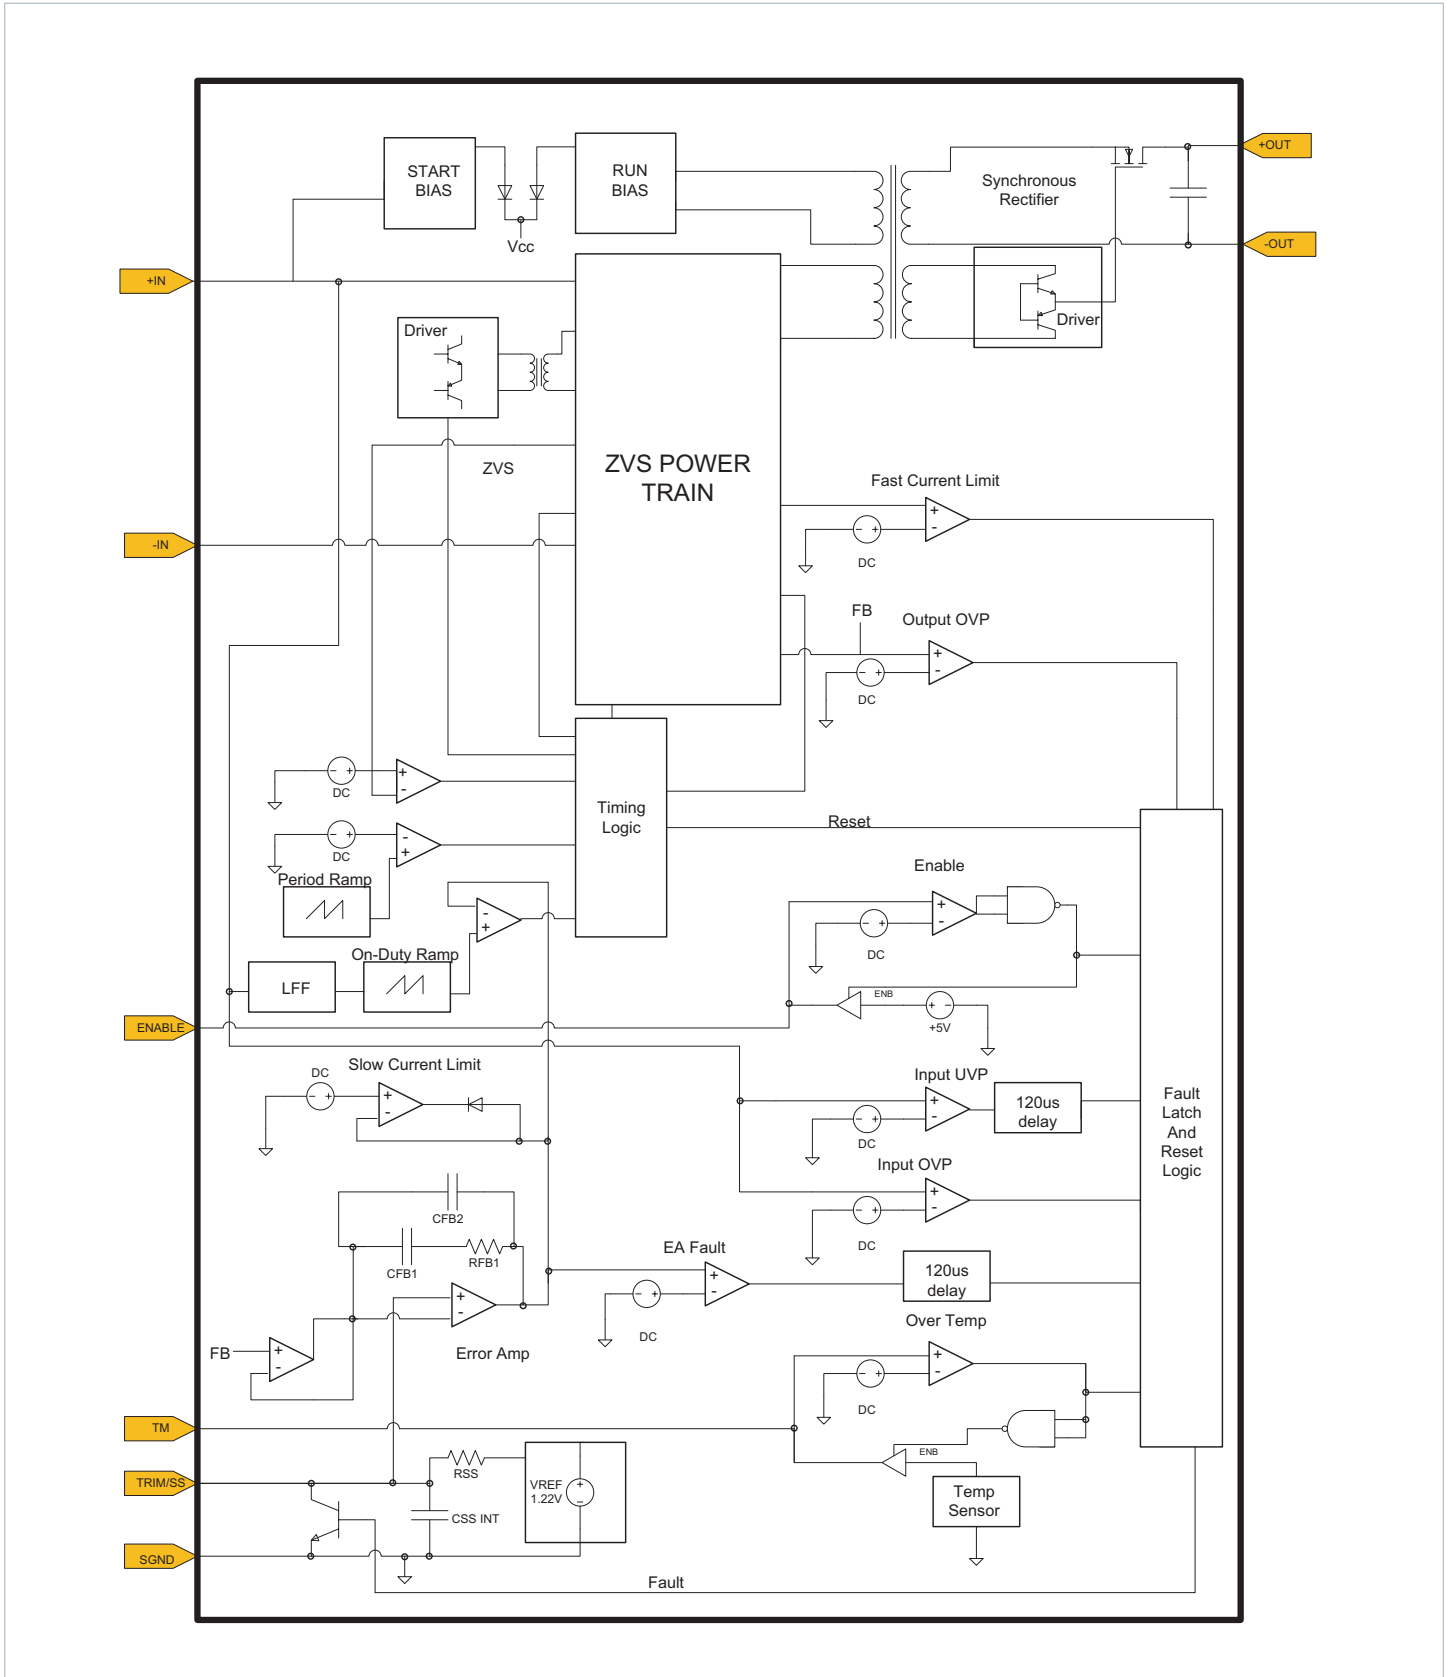 START
BIAS
RUN
BIAS
Vcc
Synchronous
Rectifier
+OUT
-OUT
+IN
Driver
Driver
ZVS
ZVS POWER
TRAIN
Fast Current Limit
+
-
- +
DC
-IN
FB
Output OVP
+
-
- +
DC
- +
DC
+
-
- +
DC
-
+
Timing
Logic
Reset
Period Ramp
-
+
Enable
+
-
- +
DC
On-Duty Ramp
LFF
ENB
+ -
+5V
ENABLE
Slow Current Limit
DC
- +
+
-
Input UVP
+
-
- +
DC
120us
delay
Fault
Latch
And
Reset
Logic
Input OVP
+
-
- +
DC
CFB2
CFB1
RFB1
EA Fault
+
-
- +
DC
120us
delay
+
-
Error Amp
FB
+
-
Over Temp
+
-
- +
DC
TM
ENB
Temp
Sensor
TRIM/SS
RSS
VREF
1.22V
+
-
CSS INT
SGND
Fault